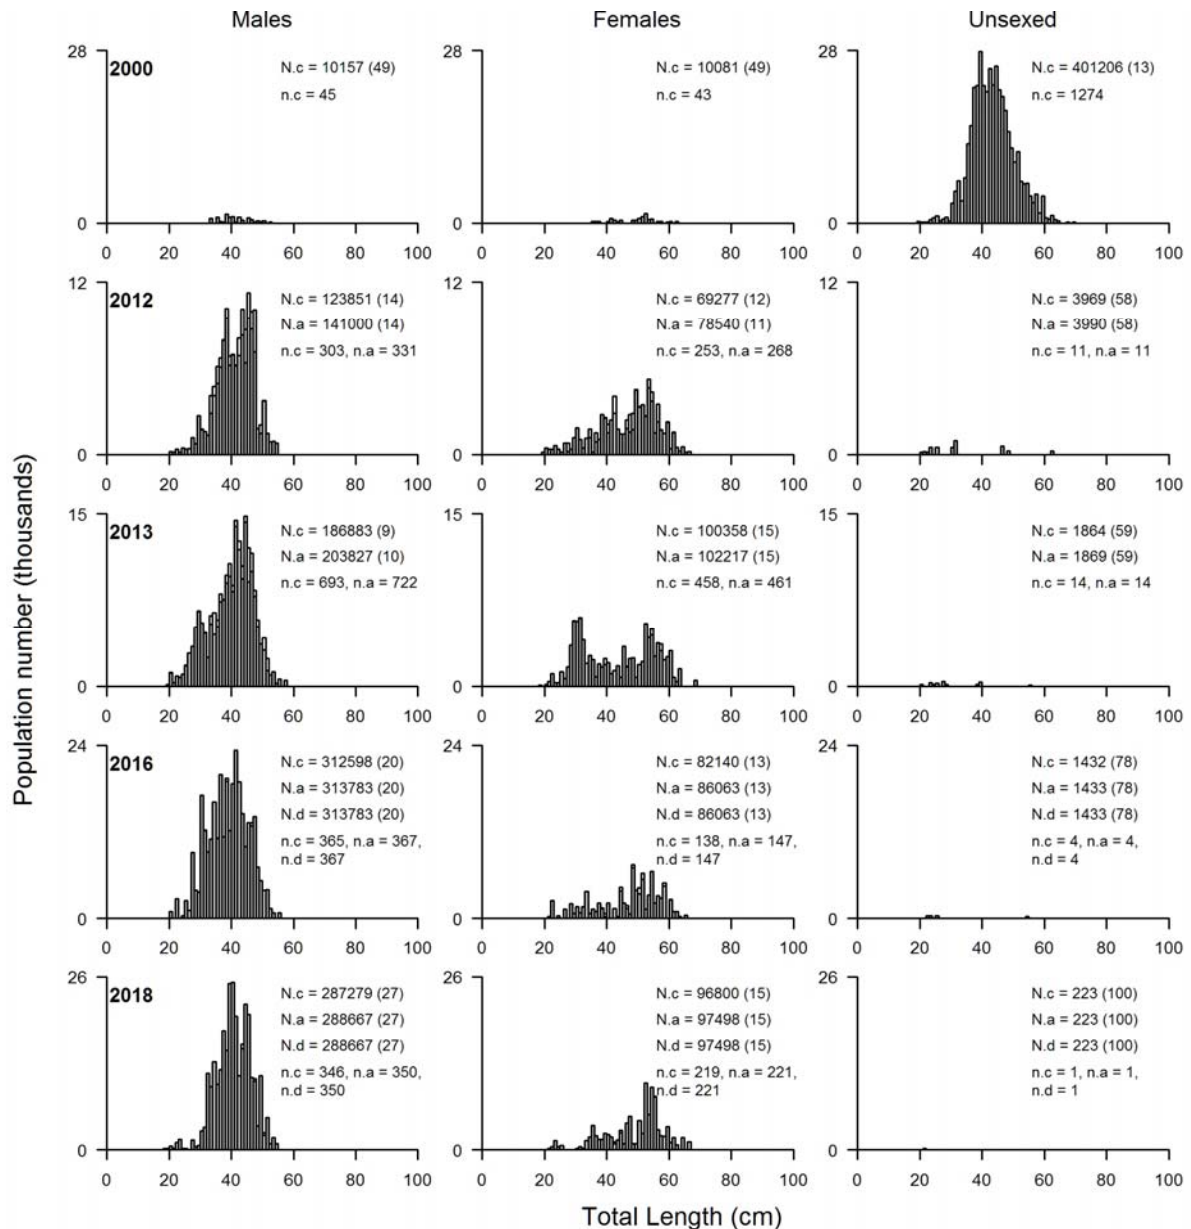 Males Females Unsexed
28 28 28
2000
N.c = 10157 (49) N.c = 10081 (49) N.c = 401206 (13)
n.c = 45 n.c = 43 n.c = 1274
0 0 0
0 20 40 60 80 100 0 20 40 60 80 100 0 20 40 60 80 100
12 12 12
2012
N.c = 123851 (14) N.c = 69277 (12) N.c = 3969 (58)
N.a = 141000 (14) N.a = 78540 (11) N.a = 3990 (58)
n.c = 303, n.a = 331 n.c = 253, n.a = 268 n.c = 11, n.a = 11
0 0 0
0 20 40 60 80 100 0 20 40 60 80 100 0 20 40 60 80 100
15 15 15
2013
N.c = 186883 (9) N.c = 100358 (15) N.c = 1864 (59)
N.a = 203827 (10) N.a = 102217 (15) N.a = 1869 (59)
n.c = 693, n.a = 722 n.c = 458, n.a = 461 n.c = 14, n.a = 14
0 0 0
0 20 40 60 80 100 0 20 40 60 80 100 0 20 40 60 80 100
24 24 24
2016
N.c = 312598 (20) N.c = 82140 (13) N.c = 1432 (78)
N.a = 313783 (20) N.a = 86063 (13) N.a = 1433 (78)
N.d = 313783 (20) N.d = 86063 (13) N.d = 1433 (78)
n.c = 365, n.a = 367, n.c = 138, n.a = 147, n.c = 4, n.a = 4,
n.d = 367 n.d = 147 n.d = 4
0 0 0
0 20 40 60 80 100 0 20 40 60 80 100 0 20 40 60 80 100
26 26 26
2018
N.c = 287279 (27) N.c = 96800 (15) N.c = 223 (100)
N.a = 288667 (27) N.a = 97498 (15) N.a = 223 (100)
N.d = 288667 (27) N.d = 97498 (15) N.d = 223 (100)
n.c = 346, n.a = 350, n.c = 219, n.a = 221, n.c = 1, n.a = 1,
n.d = 350 n.d = 221 n.d = 1
0 0 0
0 20 40 60 80 100 0 20 40 60 80 100 0 20 40 60 80 100
Population number (thousands)
Total Length (cm)